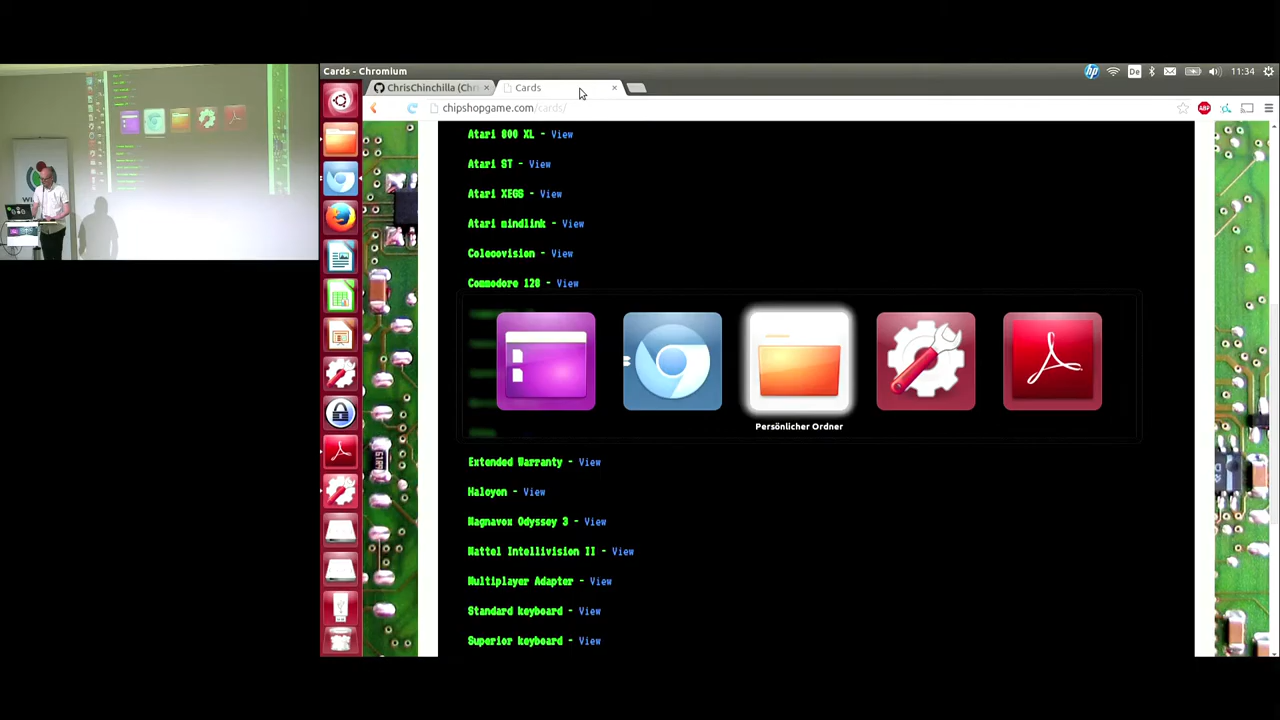 Cards - Chromium
De
11:34
ChrisChinchilla (Chr
Cards
chipshopgame.com/cards/
ABP
Atari 800 XL - View
Atari ST - View
Atari XEGS - View
Atari mindlink - View
Colecovision - View
Commodore 128 - View
Persönlicher Ordner
Extended Warranty - View
Halcyon - View
Magnavox Odyssey 3 - View
Mattel Intellivision II - View
Multiplayer Adapter - View
Standard keyboard - View
Superior keyboard - View